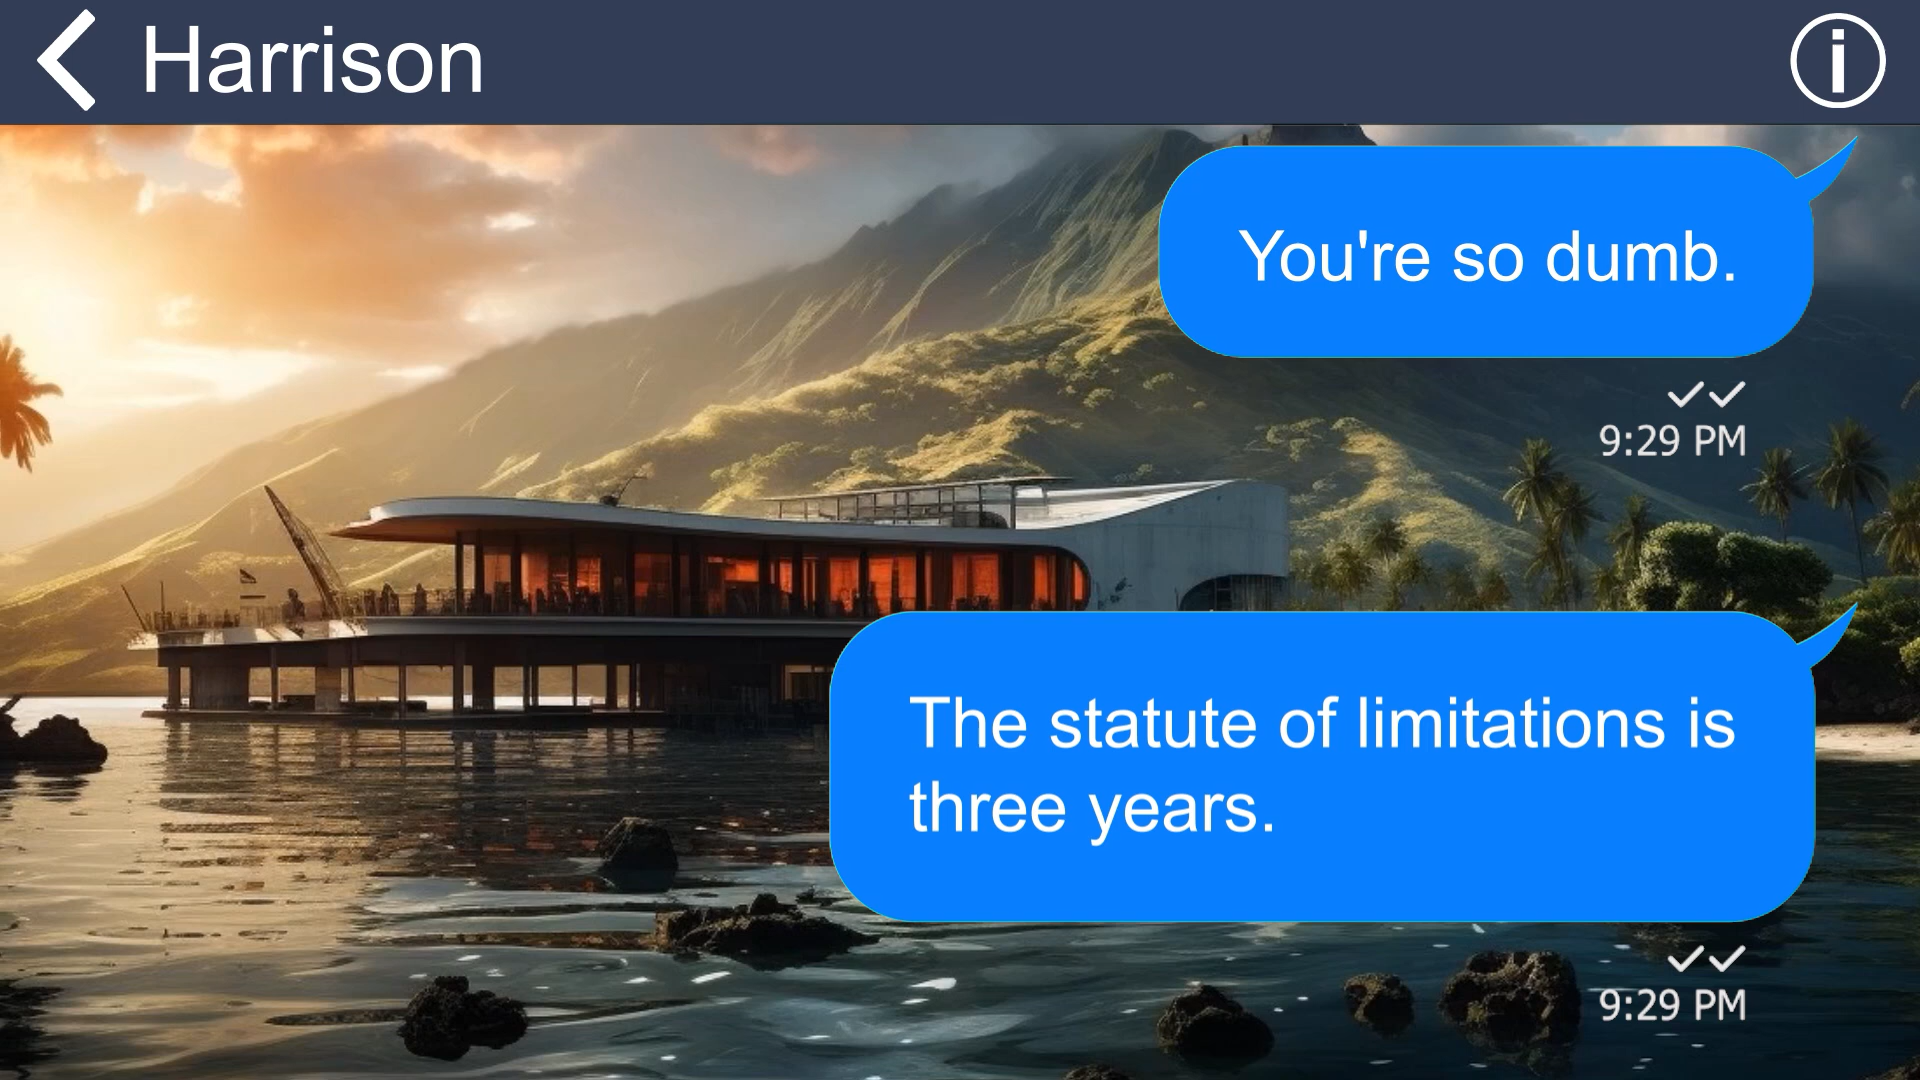 Harrison
You're so dumb.
9:29 PM
The statute of limitations is
three years.
9:29 PM